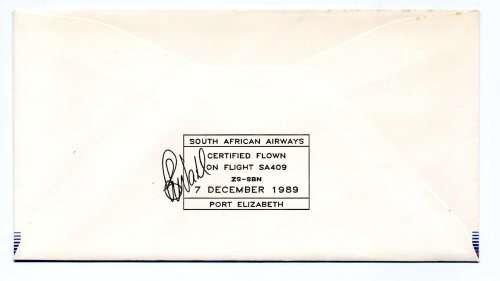 SOUTH AFRICAN AIRWAYS
CERTIFIED FLOWN
ON FLIGHT SA409
ZS-SBN
7 DECEMBER 1989
PORT ELIZABETH